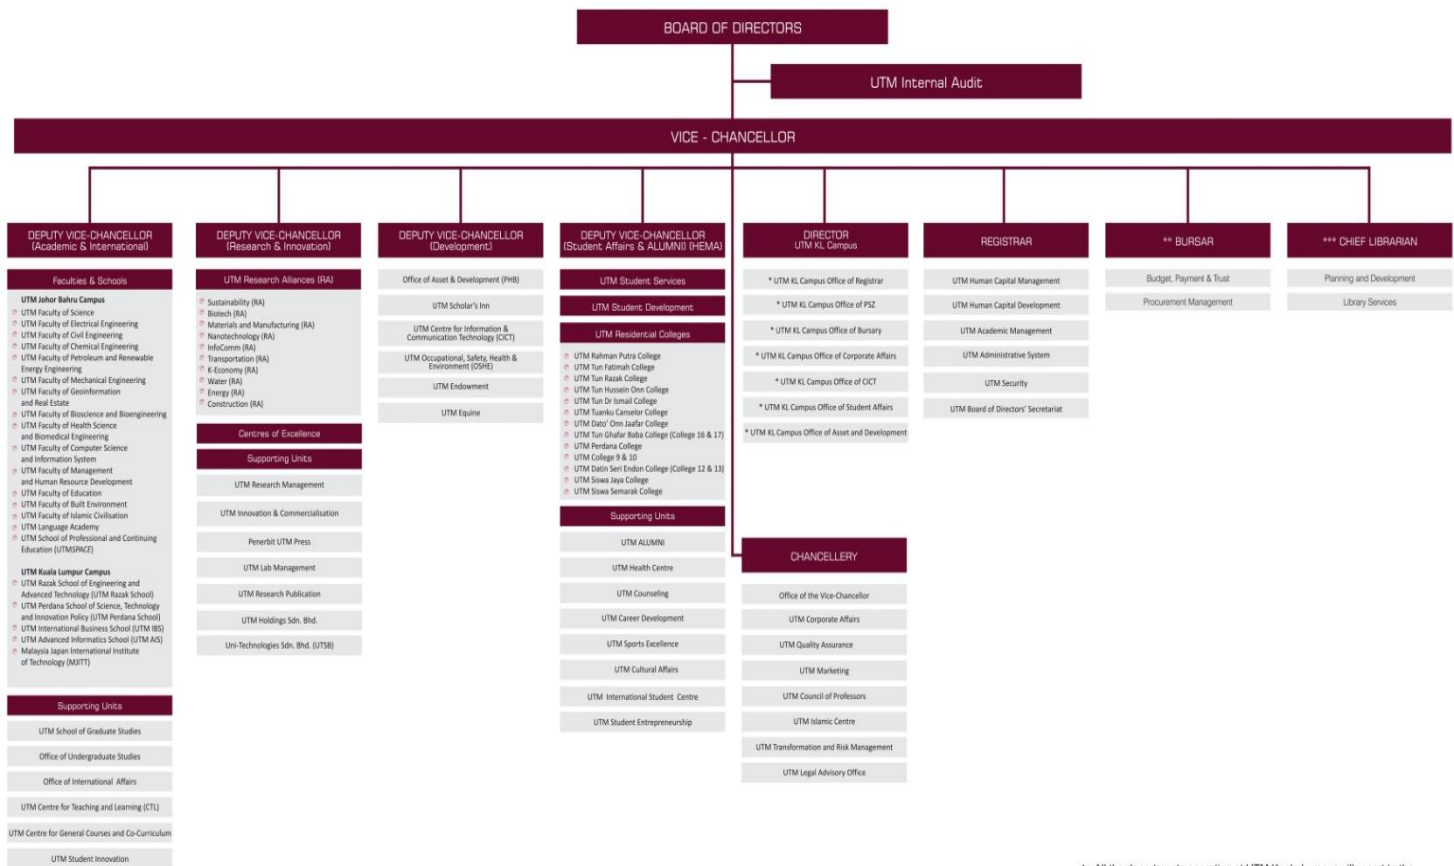 BOARD OF DIRECTORS
UTM Internal Audit
VICE - CHANCELLOR
DEPUTY VICE-CHANCELLOR
(Academic & International)
Faculties & Schools
UTM Johor Bahru Campus
UTM Faculty of Science
UTM Faculty of Electrical Engineering
UTM Faculty of Civil Engineering
UTM Faculty of Chemical Engineering
UTM Faculty of Petroleum and Renewable
Energy Engineering
UTM Faculty of Mechanical Engineering
UTM Faculty of Geoinformation
and Real Estate
UTM Faculty of Bioscience and Bioengineering
UTM Faculty of Health Science
and Biomedical Engineering
UTM Faculty of Computer Science
and Information System
UTM Faculty of Management
and Human Resource Development
UTM Faculty of Education
UTM Faculty of Built Environment
UTM Faculty of Islamic Civilisation
UTM Language Academy
UTM School of Professional and Continuing
Education (UTMSPACE)
UTM Kuala Lumpur Campus
UTM Razak School of Engineering and
Advanced Technology (UTM Razak School)
UTM Perdana School of Science, Technology
and Innovation Policy (UTM Perdana School)
UTM International Business School (UTM IBS)
UTM Advanced Informatics School (UTM AIS)
Malaysia Japan International Institute
of Technology (MJITT)
Supporting Units
UTM School of Graduate Studies
Office of Undergraduate Studies
Office of International Affairs
UTM Centre for Teaching and Learning (CTL)
UTM Centre for General Courses and Co-Curriculum
UTM Student Innovation
DEPUTY VICE-CHANCELLOR
(Research & Innovation)
UTM Research Alliances (RA)
Sustainability (RA)
Biotech (RA)
Materials and Manufacturing (RA)
Nanotechnology (RA)
InfoComm (RA)
Transportation (RA)
K-Economy (RA)
Water (RA)
Energy (RA)
Construction (RA)
Centres of Excellence
Supporting Units
UTM Research Management
UTM Innovation & Commercialisation
Penerbit UTM Press
UTM Lab Management
UTM Research Publication
UTM Holdings Sdn. Bhd.
Uni-Technologies Sdn. Bhd. (UTSB)
DEPUTY VICE-CHANCELLOR
(Development)
Office of Asset & Development (PHB)
UTM Scholar's Inn
UTM Centre for Information &
Communication Technology (CICT)
UTM Occupational, Safety, Health &
Environment (OSHE)
UTM Endowment
UTM Equine
DEPUTY VICE-CHANCELLOR
(Student Affairs & ALUMNI) (HEMA)
UTM Student Services
UTM Student Development
UTM Residential Colleges
UTM Rahman Putra College
UTM Tun Fatimah College
UTM Tun Razak College
UTM Tun Hussein Onn College
UTM Tun Dr Ismail College
UTM Tuanku Canselor College
UTM Dato' Onn Jaafar College
UTM Tun Ghafar Baba College (College 16 & 17)
UTM Perdana College
UTM College 9 & 10
UTM Datin Seri Endon College (College 12 & 13)
UTM Siswa Jaya College
UTM Siswa Semarak College
Supporting Units
UTM ALUMNI
UTM Health Centre
UTM Counseling
UTM Career Development
UTM Sports Excellence
UTM Cultural Affairs
UTM International Student Centre
UTM Student Entrepreneurship
DIRECTOR
UTM KL Campus
* UTM KL Campus Office of Registrar
* UTM KL Campus Office of PSZ
* UTM KL Campus Office of Bursary
* UTM KL Campus Office of Corporate Affairs
* UTM KL Campus Office of CICT
* UTM KL Campus Office of Student Affairs
* UTM KL Campus Office of Asset and Development
CHANCELLERY
Office of the Vice-Chancellor
UTM Corporate Affairs
UTM Quality Assurance
UTM Marketing
UTM Council of Professors
UTM Islamic Centre
UTM Transformation and Risk Management
UTM Legal Advisory Office
REGISTRAR
UTM Human Capital Management
UTM Human Capital Development
UTM Academic Management
UTM Administrative System
UTM Security
UTM Board of Directors' Secretariat
** BURSAR
Budget, Payment & Trust
Procurement Management
*** CHIEF LIBRARIAN
Planning and Development
Library Services